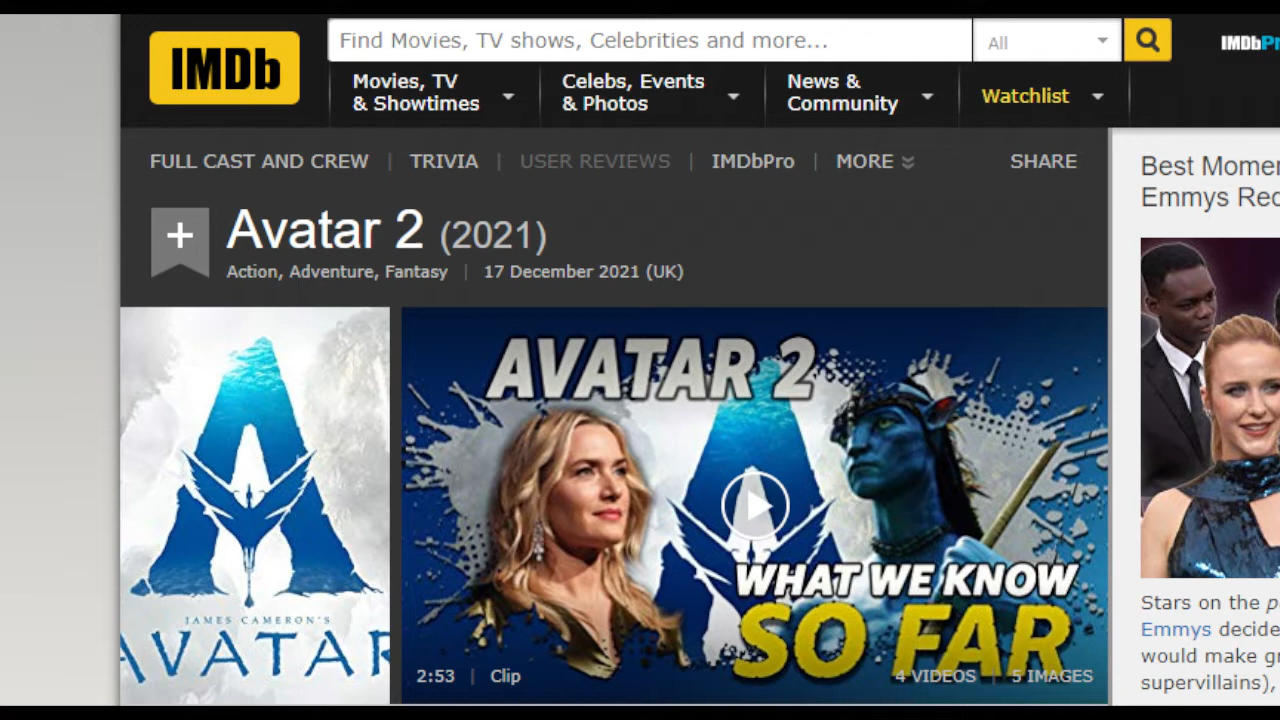 IMDb
Find Movies, TV shows, Celebrities and more...
All
IMDbPr
Movies, TV
& Showtimes
Celebs, Events
& Photos
News &
Community
Watchlist
FULL CAST AND CREW | TRIVIA | USER REVIEWS | IMDbPro | MORE
SHARE
Avatar 2 (2021)
Action, Adventure, Fantasy | 17 December 2021 (UK)
JAMES CAMERON'S
AVATAR
AVATAR 2
WHAT WE KNOW
SO FAR
2:53 | Clip
4 VIDEOS | 5 IMAGES
Best Momen
Emmys Rec
Stars on the p
Emmys decide
would make gr
supervillains),